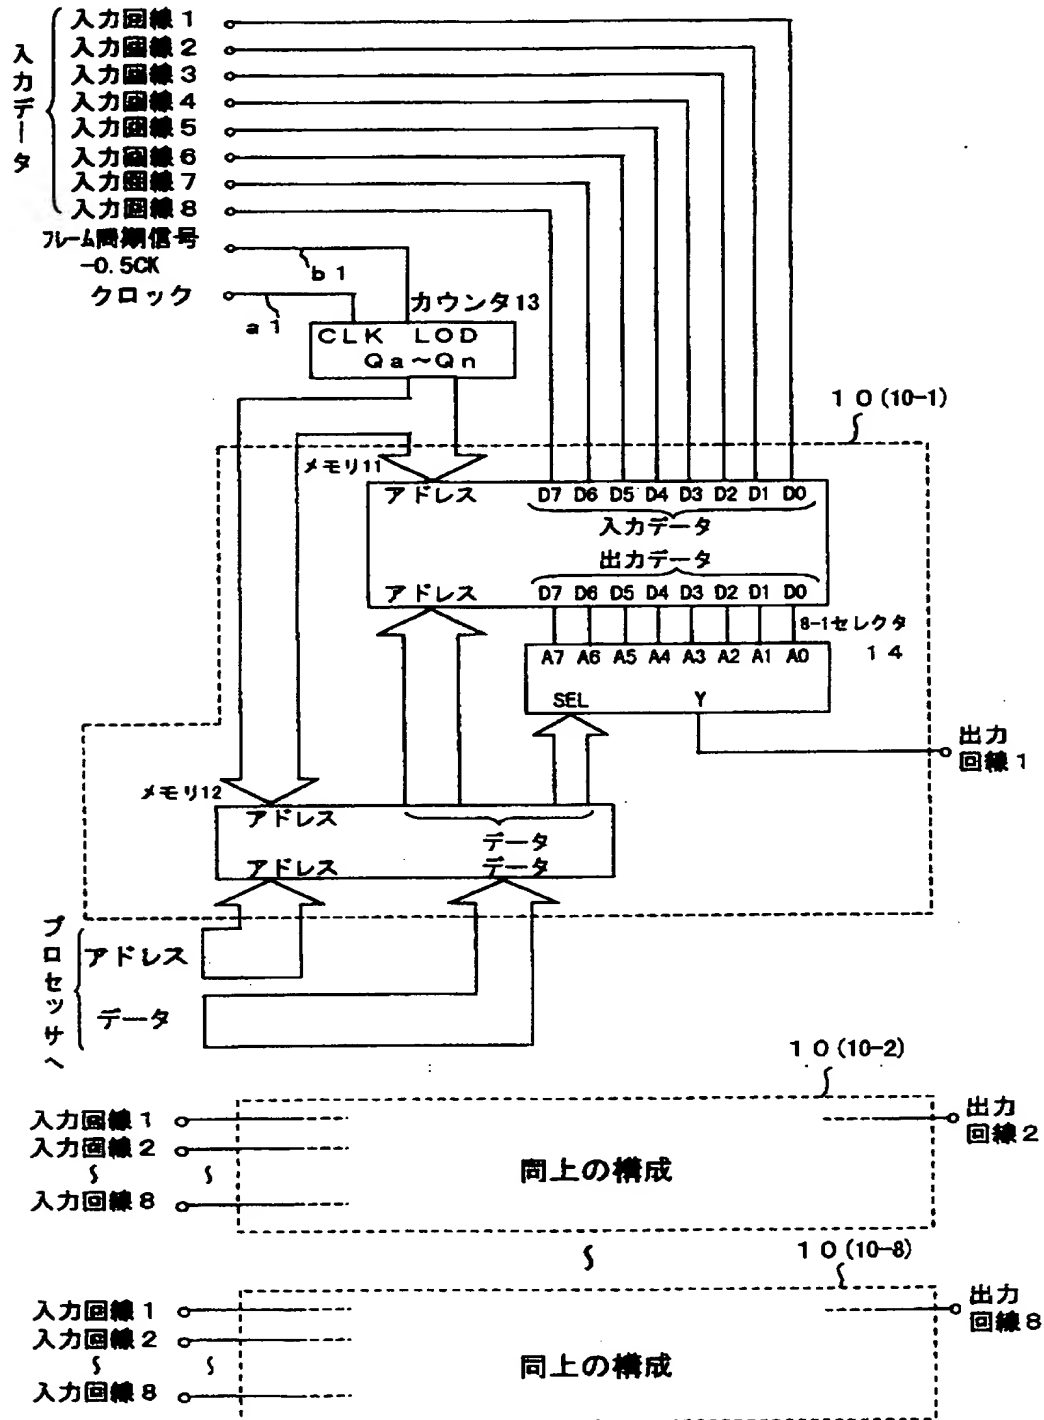 入力データ
入力回線1
入力回線2
入力回線3
入力回線4
入力回線5
入力回線6
入力回線7
入力回線8
フレーム同期信号
-0.5CK
b1
クロック
a1
カウンタ13
CLK LOD
Qa~Qn
10(10-1)
メモリ11
アドレス D7 D6 D5 D4 D3 D2 D1 D0
入力データ
出力データ
アドレス D7 D6 D5 D4 D3 D2 D1 D0
8-1セレクタ
14
A7 A6 A5 A4 A3 A2 A1 A0
SEL Y
出力
回線1
メモリ12
アドレス
データ
アドレス データ
プロセッサへ
アドレス
データ
10(10-2)
入力回線1
入力回線2
~
入力回線8
~
同上の構成
出力
回線2
~
10(10-8)
入力回線1
入力回線2
~
入力回線8
~
同上の構成
出力
回線8